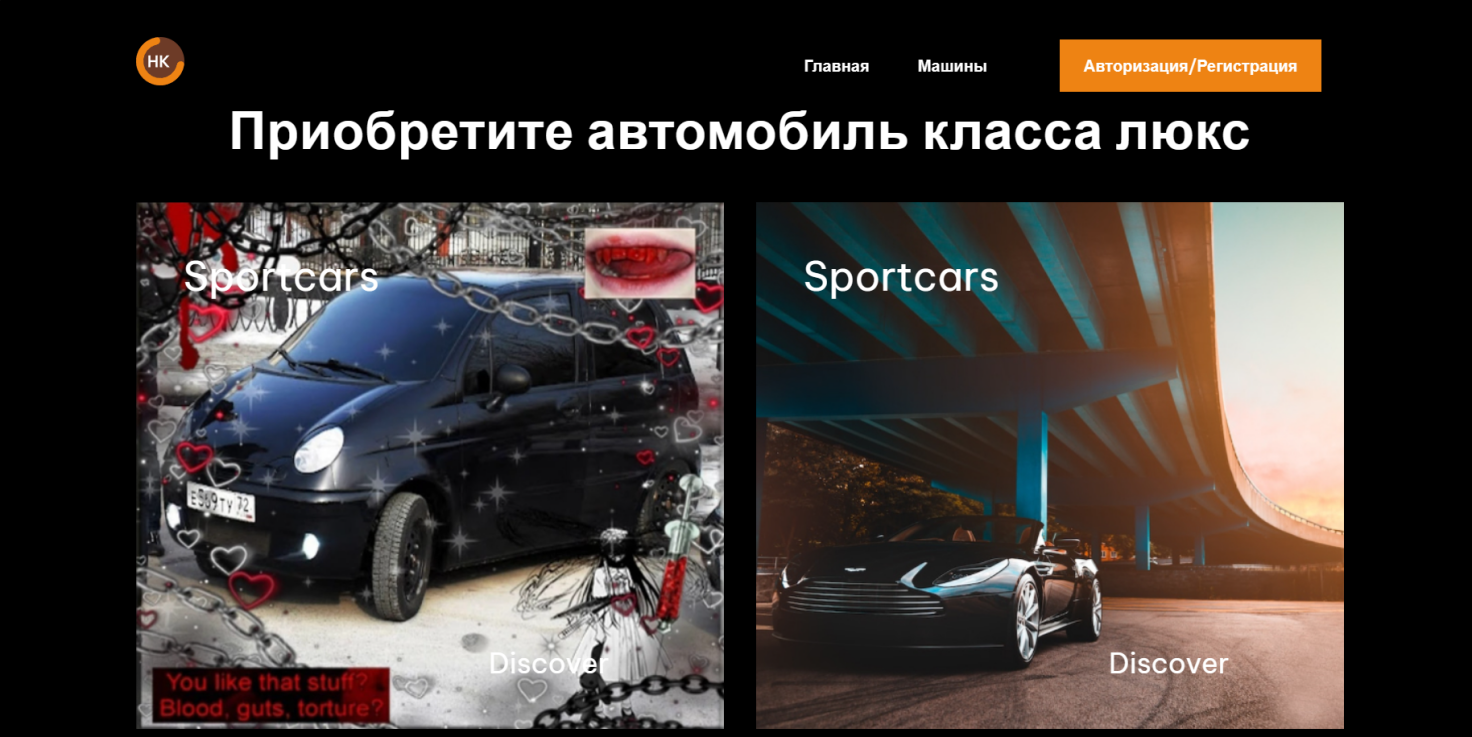 НК
Главная
Машины
Авторизация/Регистрация
Приобретите автомобиль класса люкс
Sportcars
Sportcars
Е569ТУ 72
Discover
Discover
You like that stuff?
Blood, guts, torture?